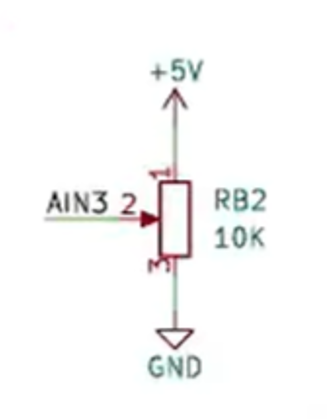 +5V
1
AIN3 2
RB2
10K
3
GND